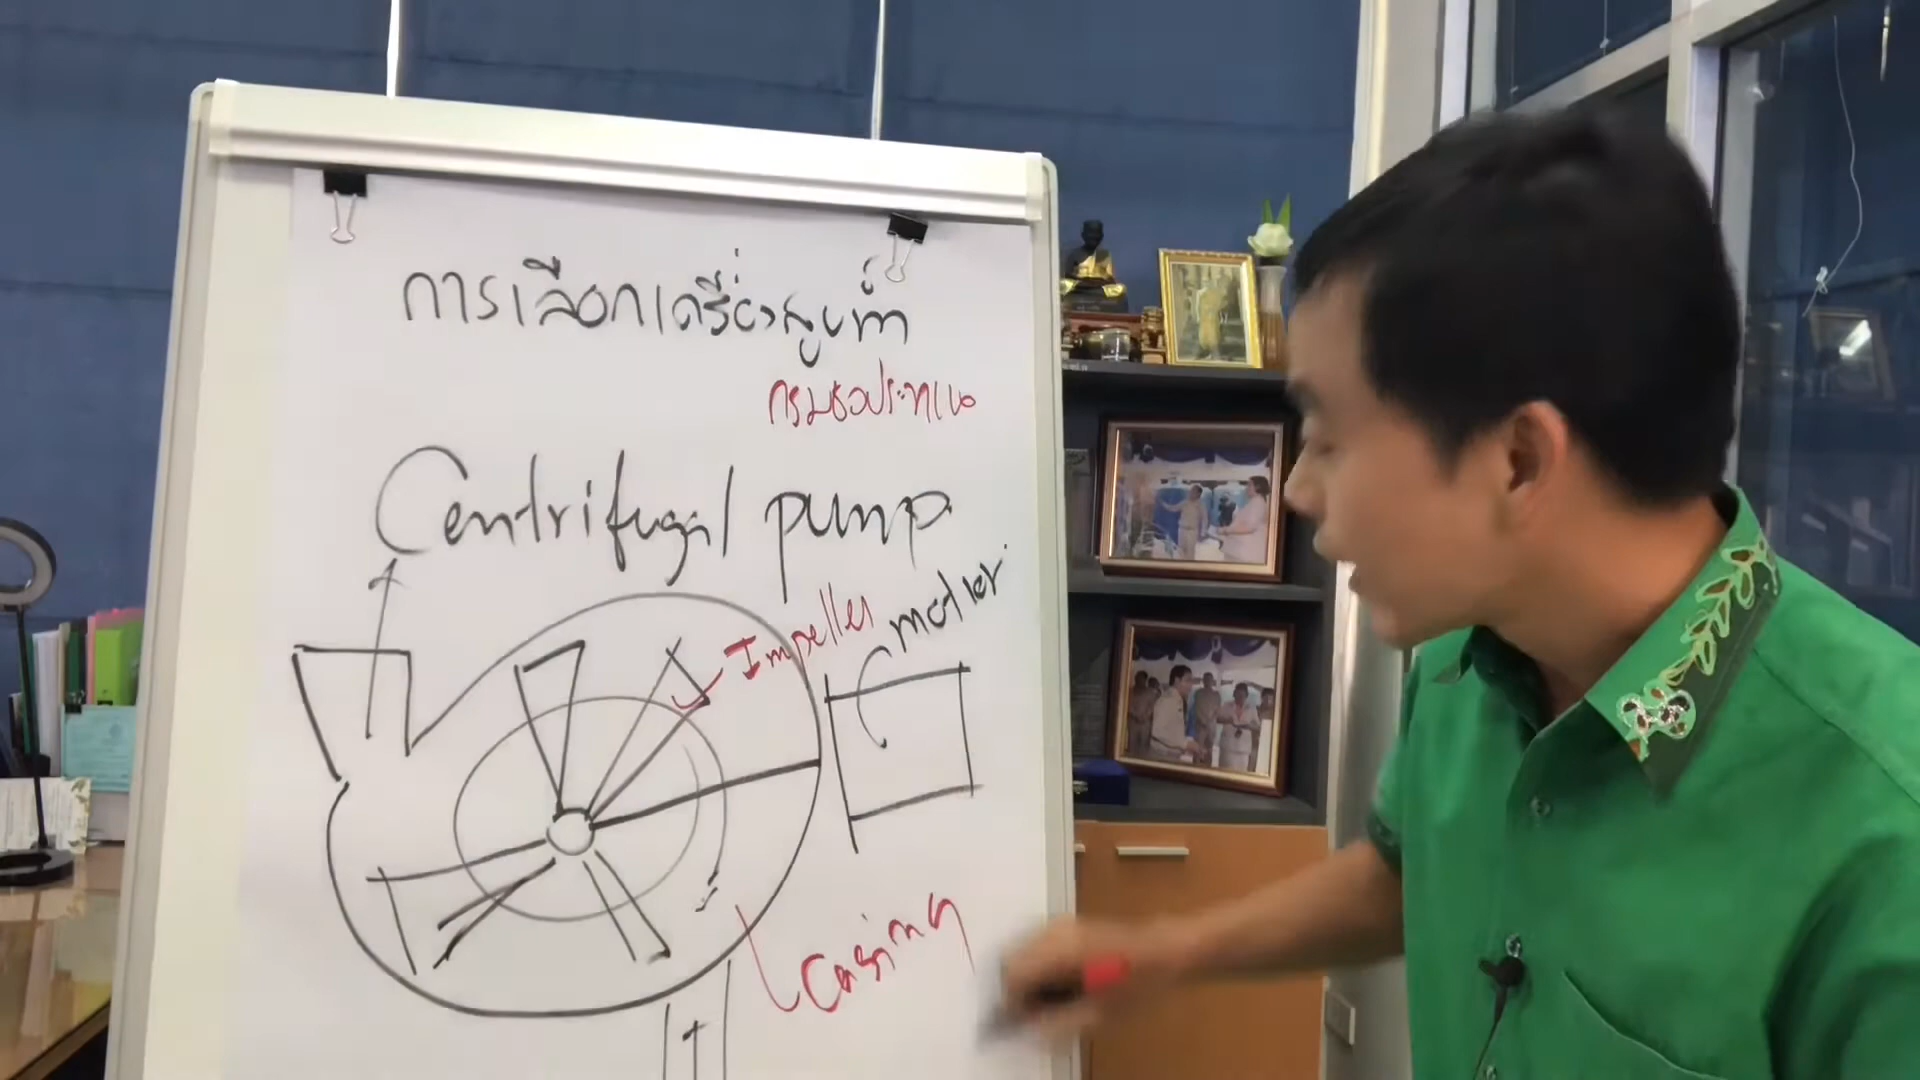 การเลือกเครื่องสูบน้ำ
กรมชลประทาน
Centrifugal pump
Impeller
motor
Casing